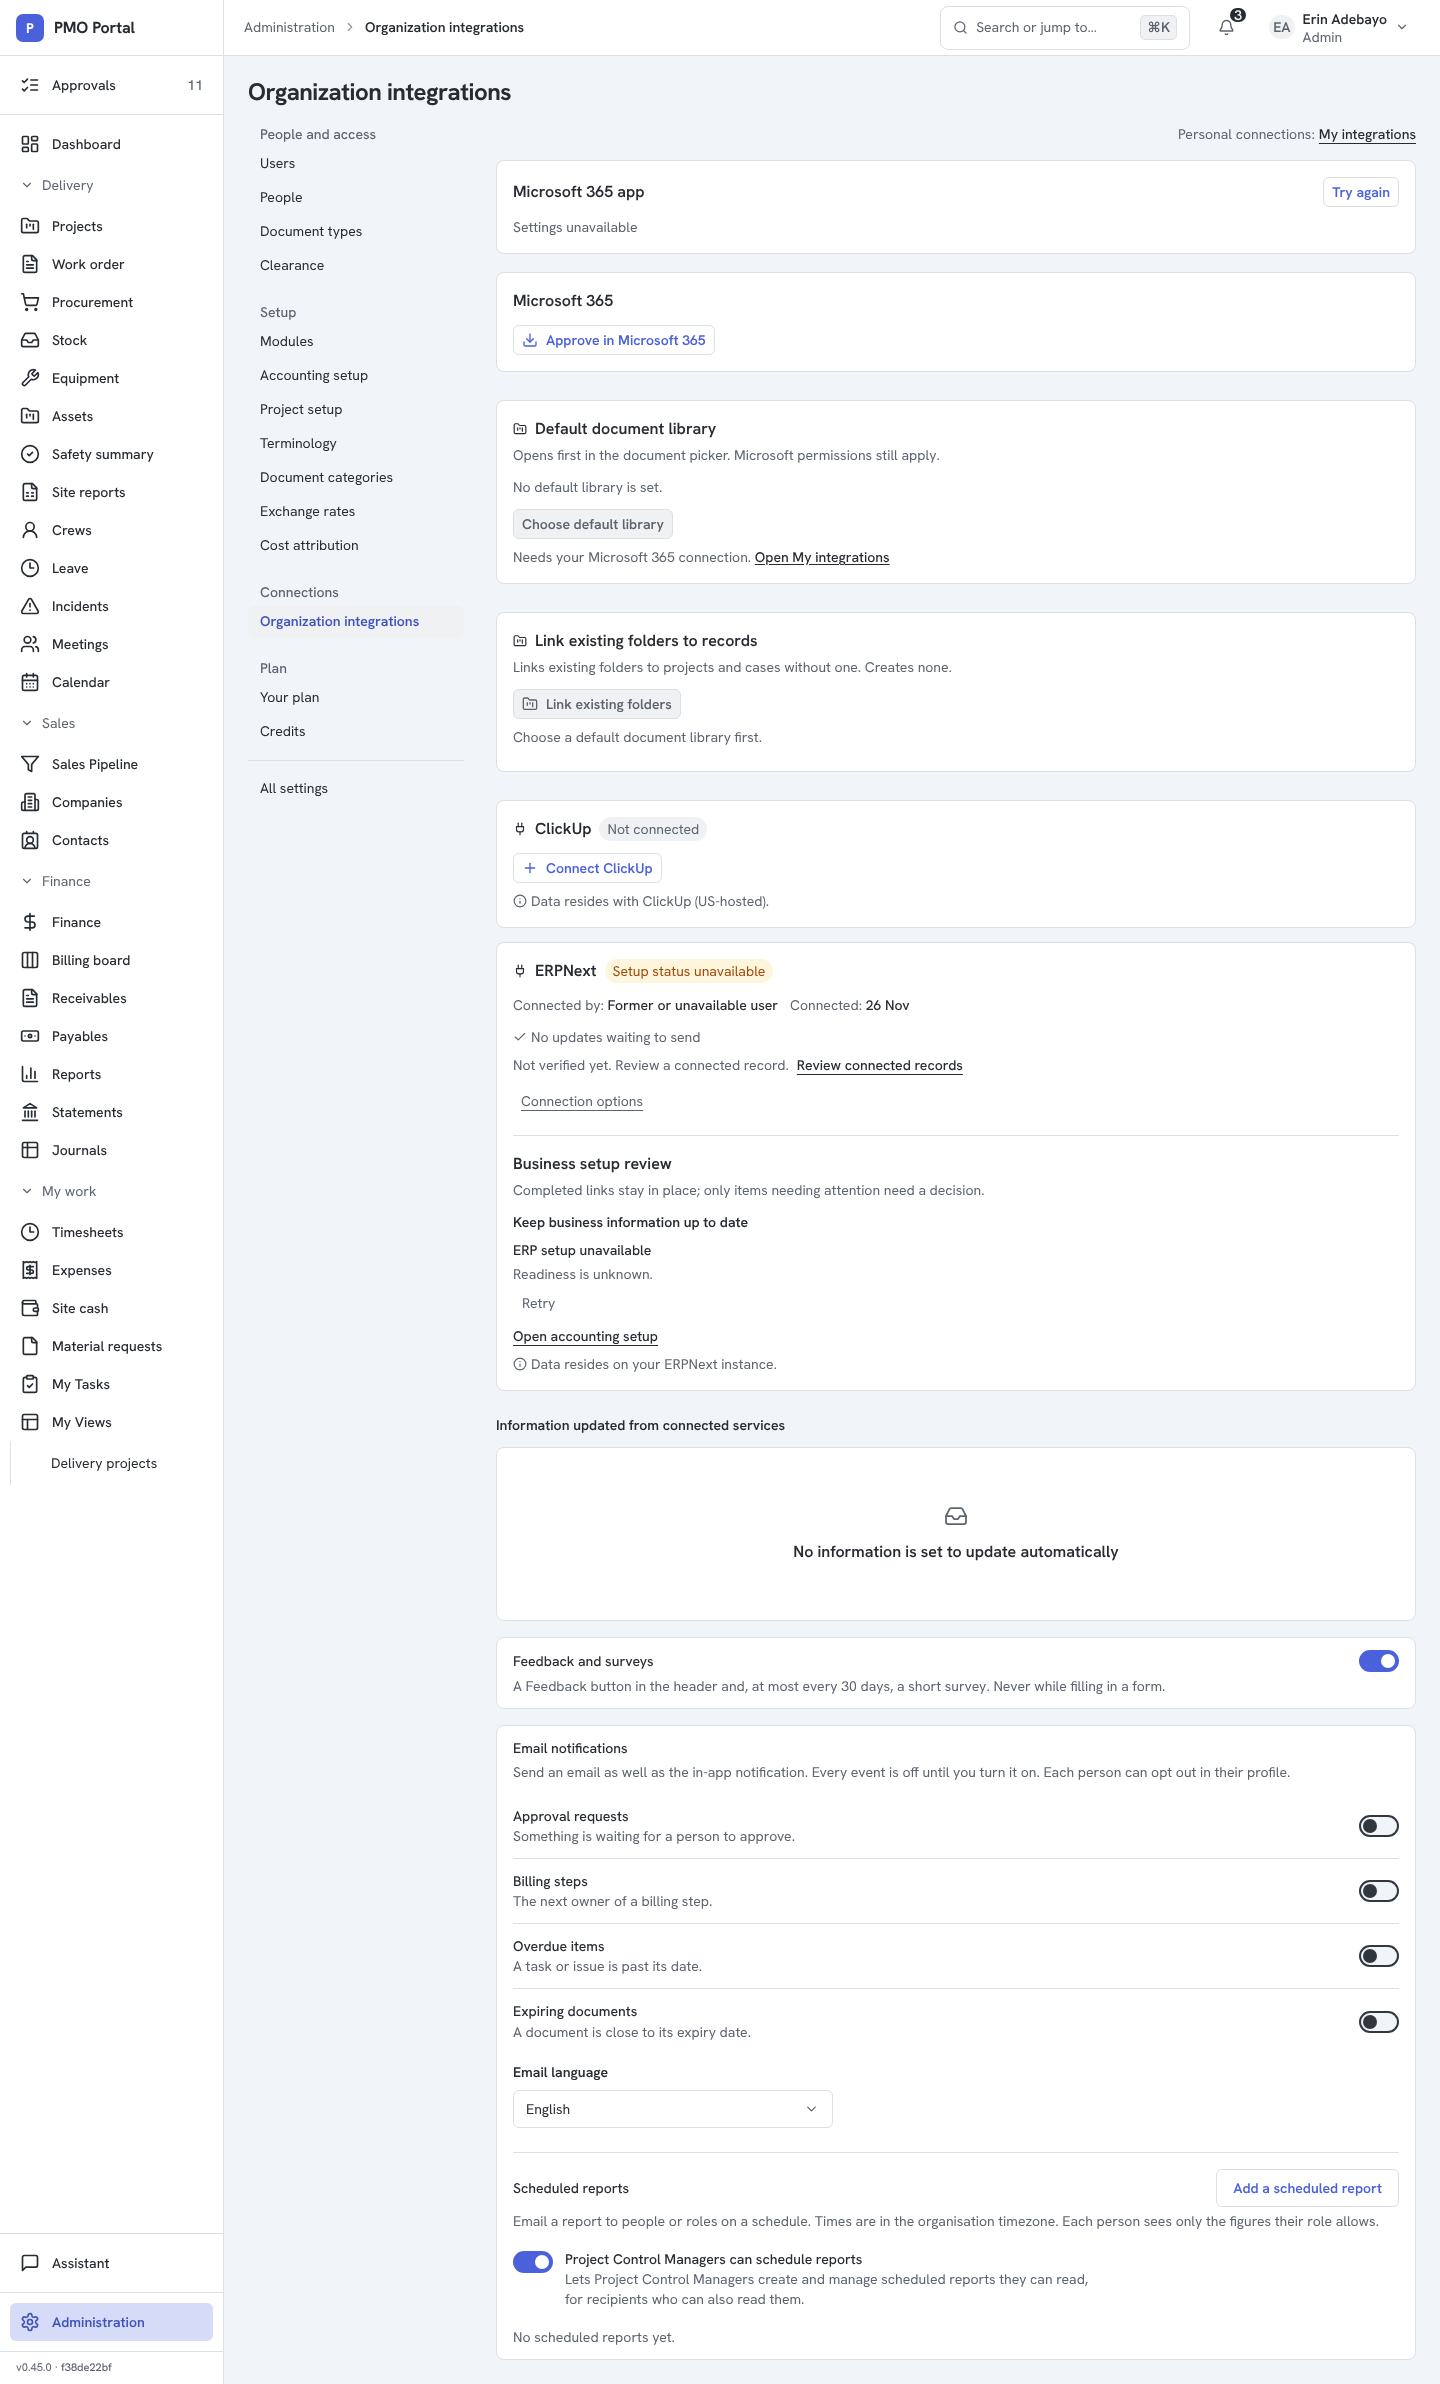 P PMO Portal
Administration > Organization integrations
Search or jump to... ⌘K
3
EA Erin Adebayo
Admin
Approvals 11
Dashboard
Delivery
Projects
Work order
Procurement
Stock
Equipment
Assets
Safety summary
Site reports
Crews
Leave
Incidents
Meetings
Calendar
Sales
Sales Pipeline
Companies
Contacts
Finance
Finance
Billing board
Receivables
Payables
Reports
Statements
Journals
My work
Timesheets
Expenses
Site cash
Material requests
My Tasks
My Views
Delivery projects
Assistant
Administration
v0.45.0 · f38de22bf
Organization integrations
People and access
Users
People
Document types
Clearance
Setup
Modules
Accounting setup
Project setup
Terminology
Document categories
Exchange rates
Cost attribution
Connections
Organization integrations
Plan
Your plan
Credits
All settings
Personal connections: My integrations
Microsoft 365 app
Try again
Settings unavailable
Microsoft 365
Approve in Microsoft 365
Default document library
Opens first in the document picker. Microsoft permissions still apply.
No default library is set.
Choose default library
Needs your Microsoft 365 connection. Open My integrations
Link existing folders to records
Links existing folders to projects and cases without one. Creates none.
Link existing folders
Choose a default document library first.
ClickUp Not connected
Connect ClickUp
Data resides with ClickUp (US-hosted).
ERPNext Setup status unavailable
Connected by: Former or unavailable user Connected: 26 Nov
No updates waiting to send
Not verified yet. Review a connected record. Review connected records
Connection options
Business setup review
Completed links stay in place; only items needing attention need a decision.
Keep business information up to date
ERP setup unavailable
Readiness is unknown.
Retry
Open accounting setup
Data resides on your ERPNext instance.
Information updated from connected services
No information is set to update automatically
Feedback and surveys
A Feedback button in the header and, at most every 30 days, a short survey. Never while filling in a form.
Email notifications
Send an email as well as the in-app notification. Every event is off until you turn it on. Each person can opt out in their profile.
Approval requests
Something is waiting for a person to approve.
Billing steps
The next owner of a billing step.
Overdue items
A task or issue is past its date.
Expiring documents
A document is close to its expiry date.
Email language
English
Scheduled reports
Add a scheduled report
Email a report to people or roles on a schedule. Times are in the organisation timezone. Each person sees only the figures their role allows.
Project Control Managers can schedule reports
Lets Project Control Managers create and manage scheduled reports they can read,
for recipients who can also read them.
No scheduled reports yet.